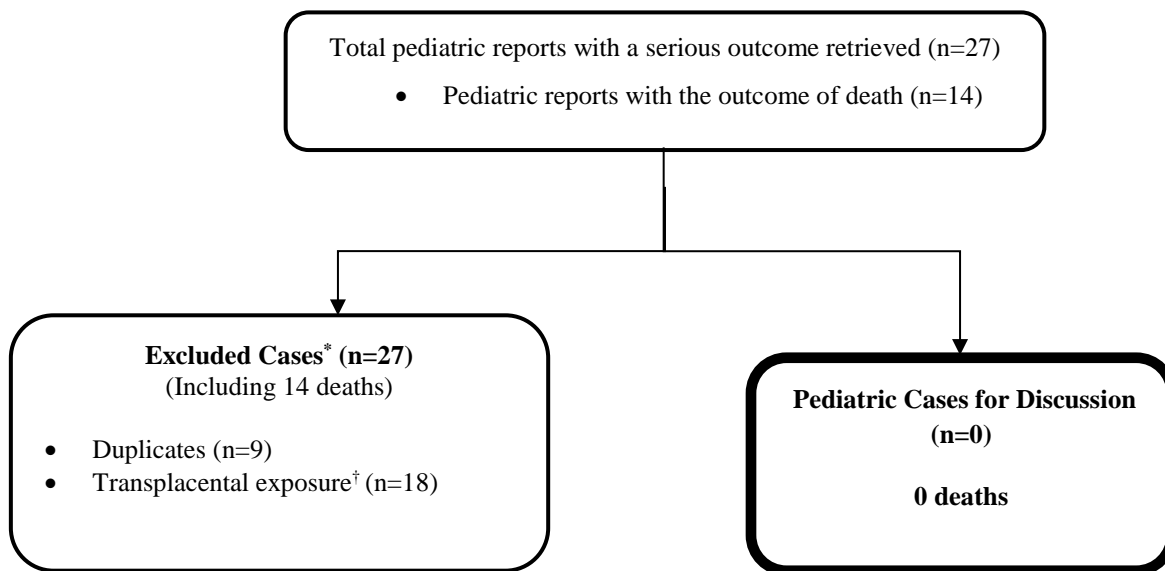 Total pediatric reports with a serious outcome retrieved (n=27)
• Pediatric reports with the outcome of death (n=14)
Excluded Cases* (n=27)
(Including 14 deaths)
• Duplicates (n=9)
• Transplacental exposure† (n=18)
Pediatric Cases for Discussion
(n=0)
0 deaths